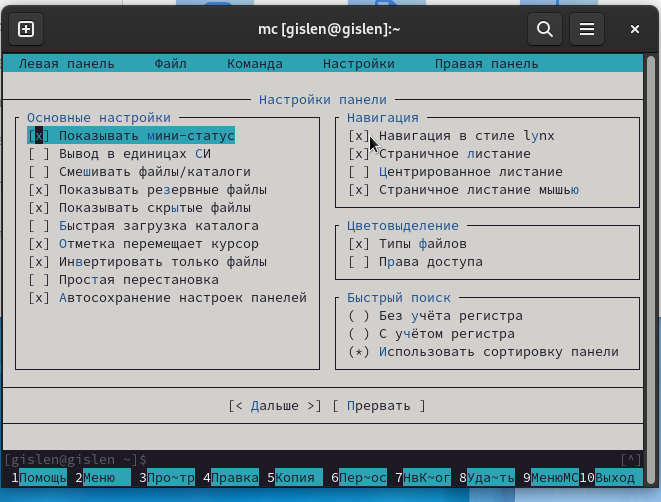 mc [gislen@gislen]:~
Левая панель Файл Команда Настройки Правая панель
Настройки панели
Основные настройки
[x] Показывать мини-статус
[ ] Вывод в единицах СИ
[ ] Смешивать файлы/каталоги
[x] Показывать резервные файлы
[x] Показывать скрытые файлы
[ ] Быстрая загрузка каталога
[x] Отметка перемещает курсор
[x] Инвертировать только файлы
[ ] Простая перестановка
[x] Автосохранение настроек панелей
Навигация
[x] Навигация в стиле lynx
[x] Страничное листание
[ ] Центрированное листание
[x] Страничное листание мышью
Цветовыделение
[x] Типы файлов
[ ] Права доступа
Быстрый поиск
( ) Без учёта регистра
( ) С учётом регистра
(*) Использовать сортировку панели
[< Дальше >] [ Прервать ]
[gislen@gislen ~]$ [^]
1Помощь 2Меню 3Про~тр 4Правка 5Копия 6Пер~ос 7НвК~ог 8Уда~ть 9МенюMC 10Выход